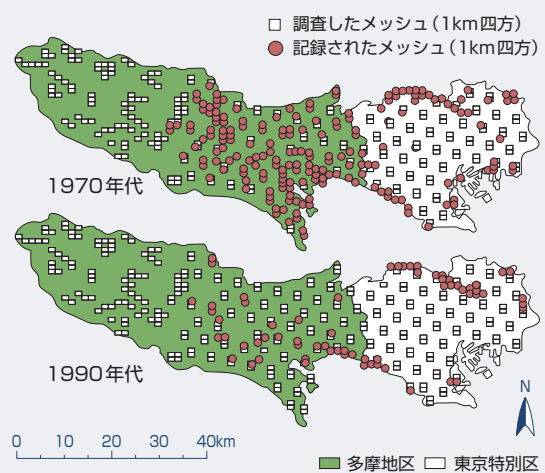 調査したメッシュ(1km四方)
記録されたメッシュ(1km四方)
1970年代
1990年代
N
0 10 20 30 40km
多摩地区 東京特別区